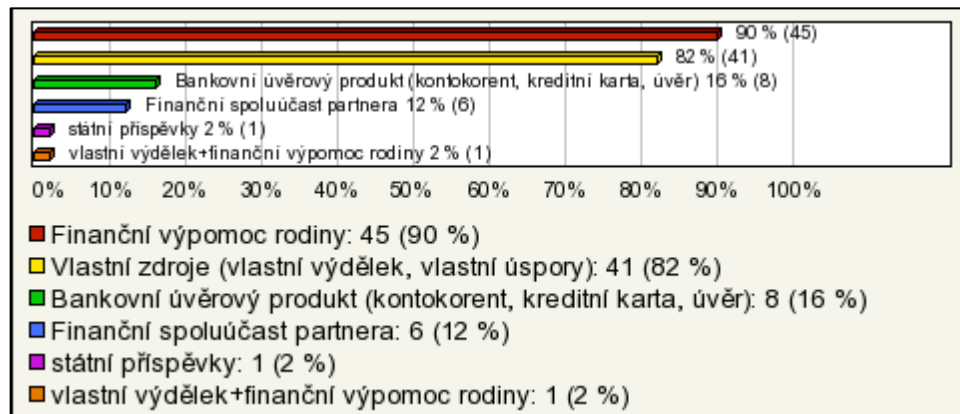 90 % (45)
82 % (41)
Bankovní úvěrový produkt (kontokorent, kreditní karta, úvěr) 16 % (8)
Finanční spoluúčast partnera 12 % (6)
státní příspěvky 2 % (1)
vlastní výdělek+finanční výpomoc rodiny 2 % (1)
0% 10% 20% 30% 40% 50% 60% 70% 80% 90% 100%
Finanční výpomoc rodiny: 45 (90 %)
Vlastní zdroje (vlastní výdělek, vlastní úspory): 41 (82 %)
Bankovní úvěrový produkt (kontokorent, kreditní karta, úvěr): 8 (16 %)
Finanční spoluúčast partnera: 6 (12 %)
státní příspěvky: 1 (2 %)
vlastní výdělek+finanční výpomoc rodiny: 1 (2 %)